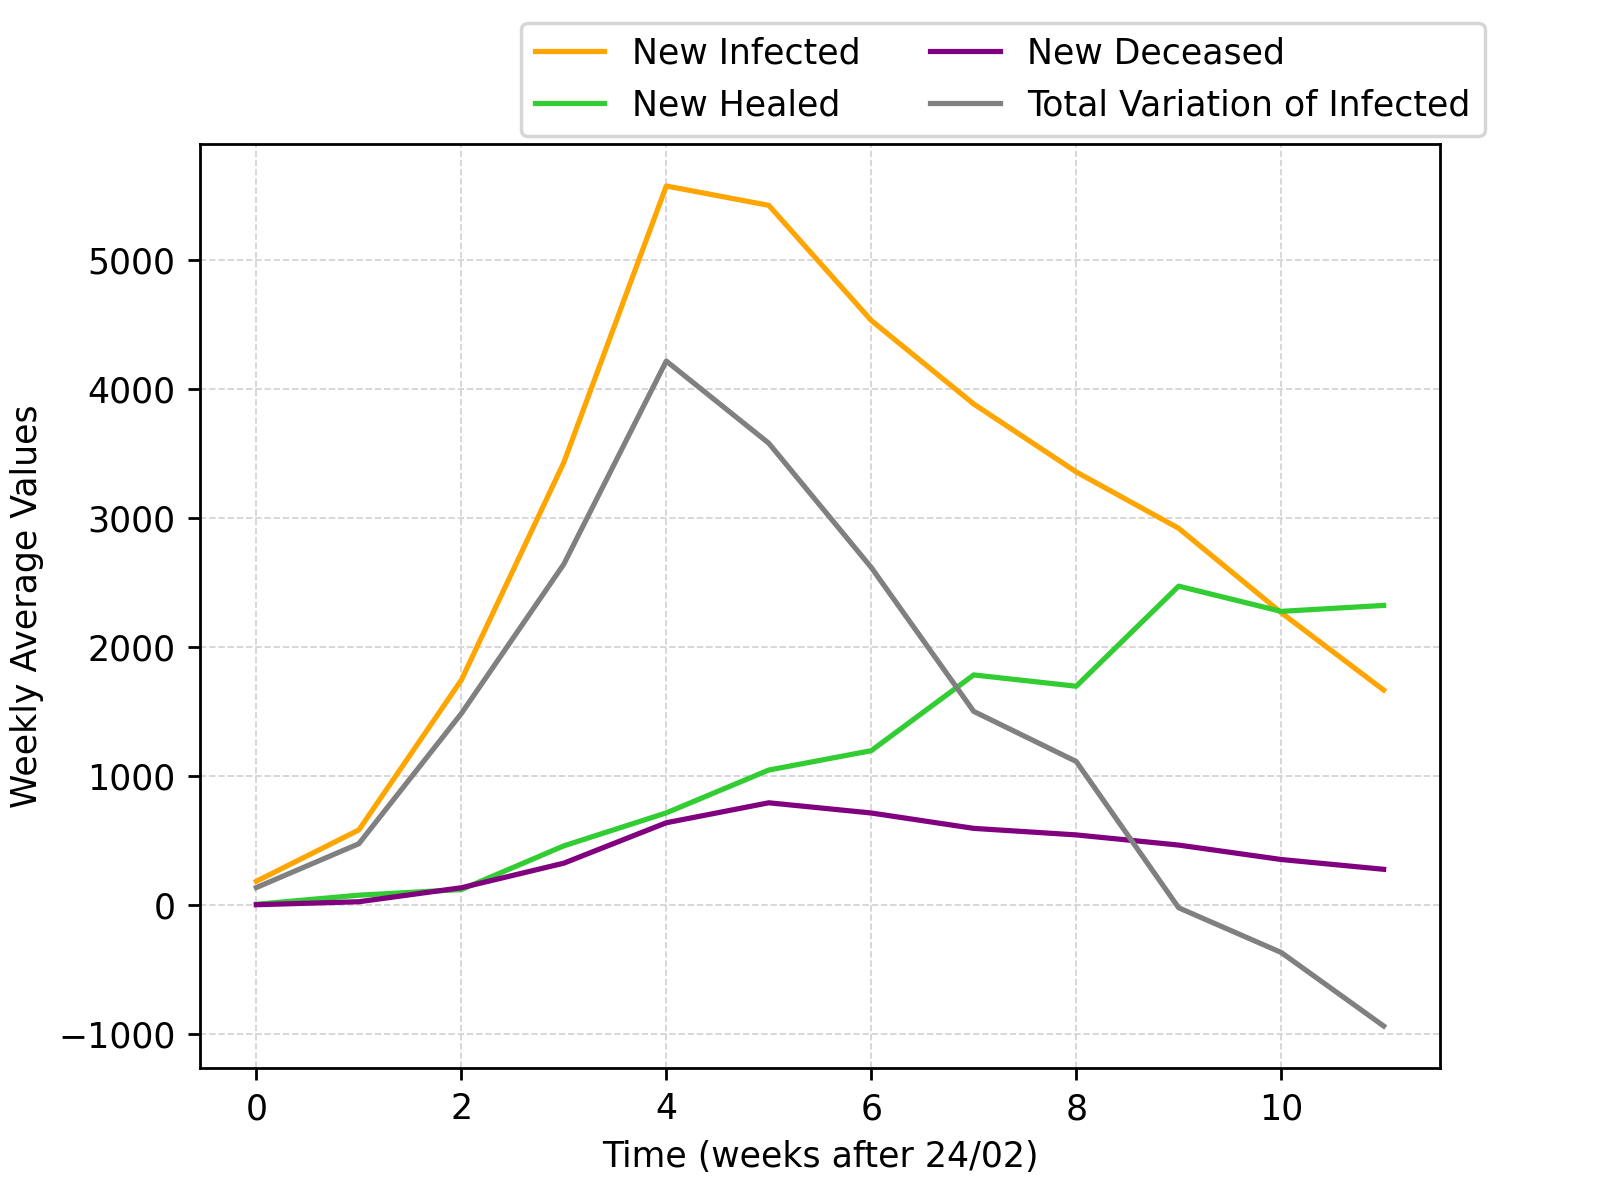 New Infected
New Healed
New Deceased
Total Variation of Infected
Weekly Average Values
5000
4000
3000
2000
1000
0
−1000
0 2 4 6 8 10
Time (weeks after 24/02)